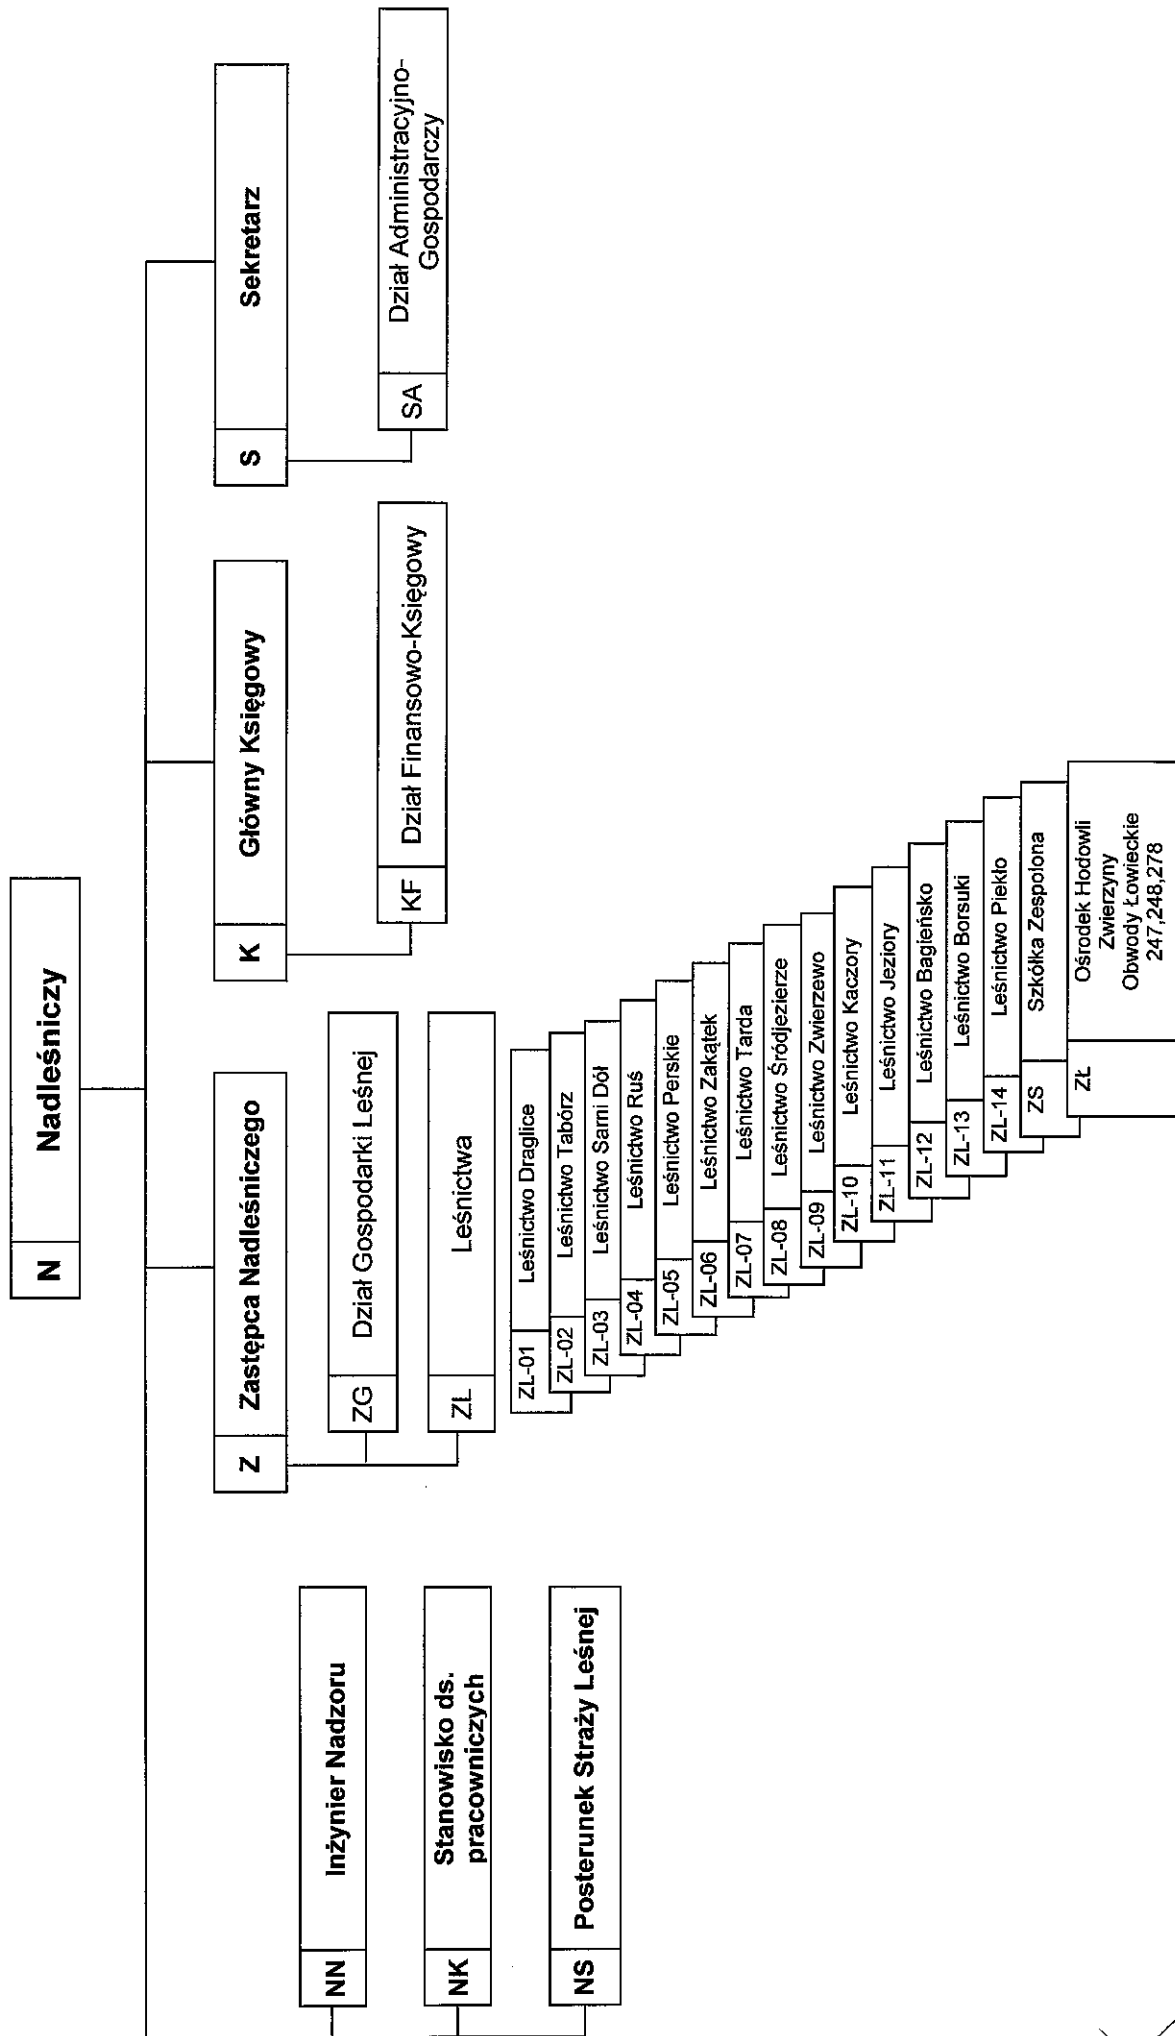 N Nadleśniczy
NN Inżynier Nadzoru
NK Stanowisko ds.
pracowniczych
NS Posterunek Straży Leśnej
Z Zastępca Nadleśniczego
ZG Dział Gospodarki Leśnej
ZL Leśnictwa
ZL-01 Leśnictwo Draglice
ZL-02 Leśnictwo Tabórz
ZL-03 Leśnictwo Sarni Dół
ZL-04 Leśnictwo Ruś
ZL-05 Leśnictwo Perskie
ZL-06 Leśnictwo Zakątek
ZL-07 Leśnictwo Tarda
ZL-08 Leśnictwo Śródjezierze
ZL-09 Leśnictwo Zwierzewo
ZL-10 Leśnictwo Kaczory
ZL-11 Leśnictwo Jeziory
ZL-12 Leśnictwo Bagieńsko
ZL-13 Leśnictwo Borsuki
ZL-14 Leśnictwo Piekło
ZS Szkółka Zespolona
ZŁ Ośrodek Hodowli
Zwierzyny
Obwody Łowieckie
247,248,278
K Główny Księgowy
KF Dział Finansowo-Księgowy
S Sekretarz
SA Dział Administracyjno-
Gospodarczy